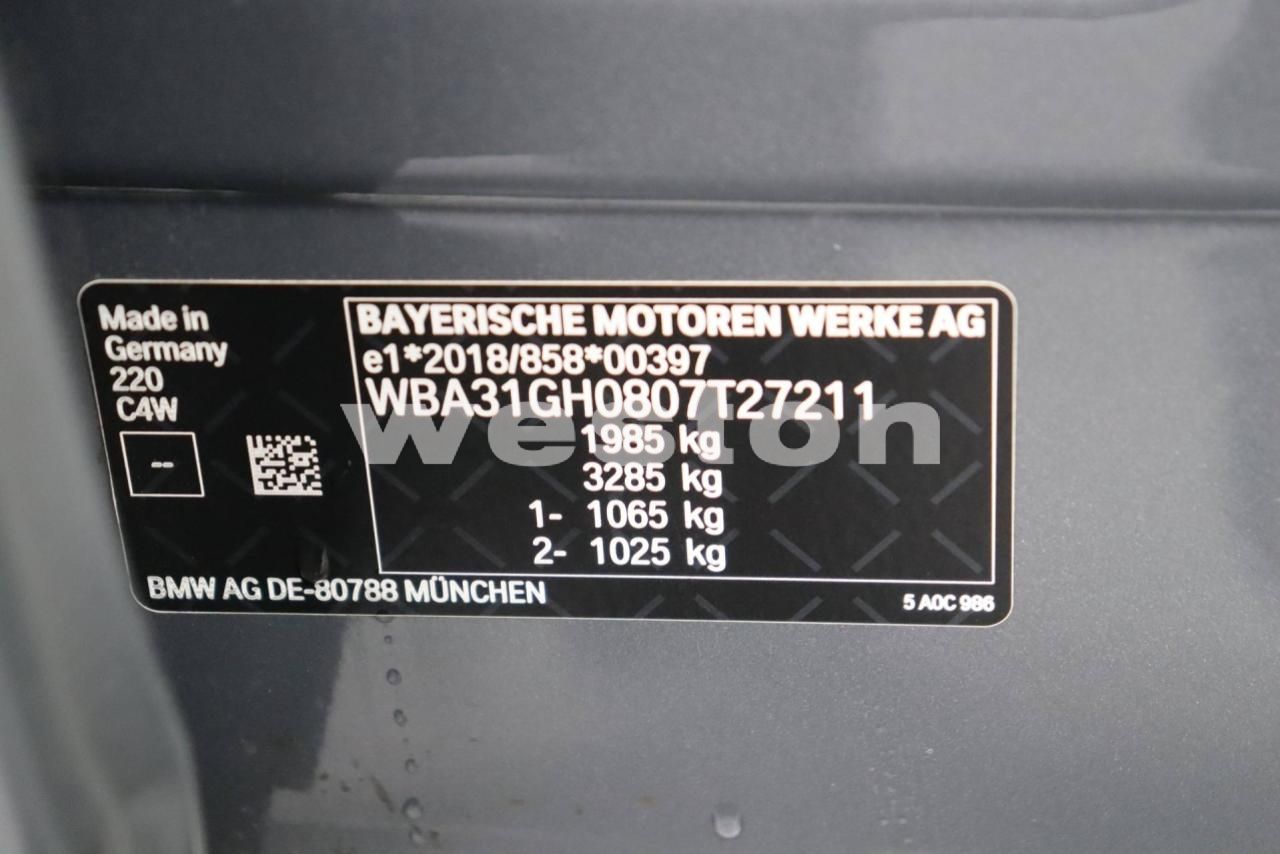 Made in
Germany
220
C4W
--
BAYERISCHE MOTOREN WERKE AG
e1*2018/858*00397
WBA31GH0807T27211
1985 kg
3285 kg
1- 1065 kg
2- 1025 kg
BMW AG DE-80788 MÜNCHEN
5 A0C 986
weston